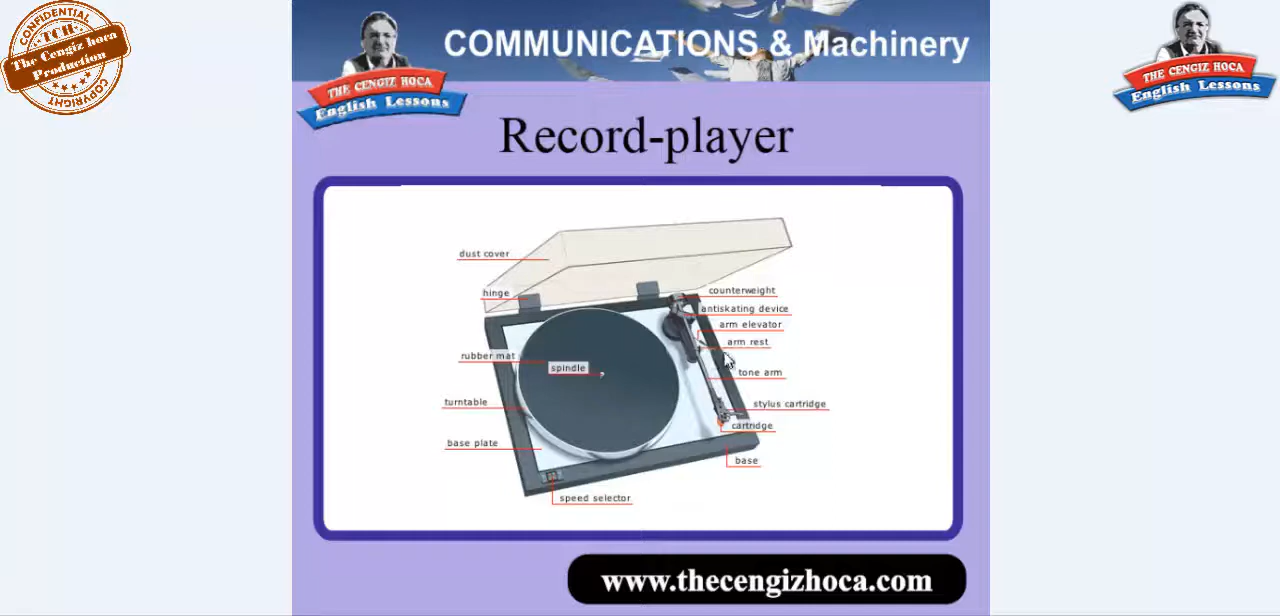 CONFIDENTIAL
TCH
The Cengiz hoca
Production
COPYRIGHT
THE CENGIZ HOCA
English Lessons
COMMUNICATIONS & Machinery
THE CENGIZ HOCA
English Lessons
Record-player
dust cover
hinge
rubber mat
spindle
turntable
base plate
speed selector
counterweight
antiskating device
arm elevator
arm rest
tone arm
stylus cartridge
cartridge
base
www.thecengizhoca.com